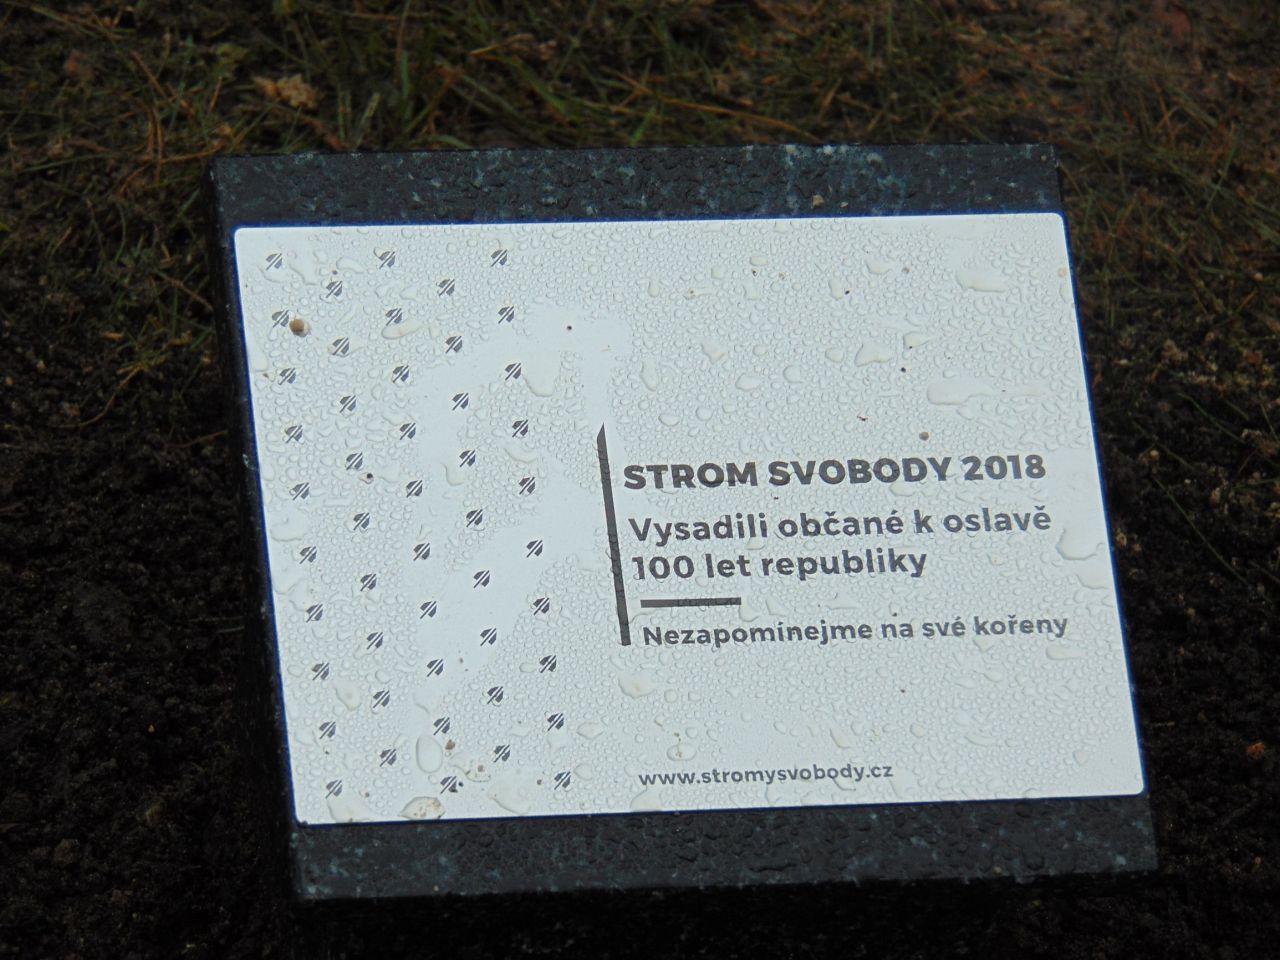 STROM SVOBODY 2018
Vysadili občané k oslavě
100 let republiky
Nezapomínejme na své kořeny
www.stromysvobody.cz